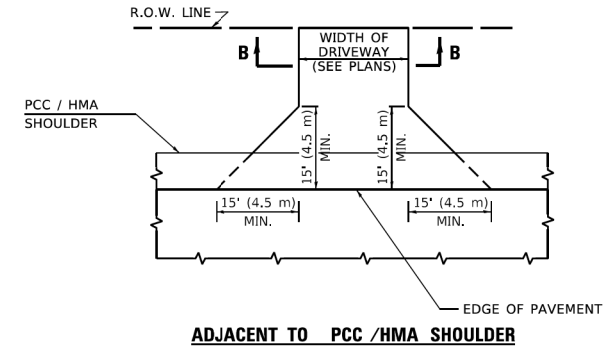 R.O.W. LINE
WIDTH OF
DRIVEWAY
(SEE PLANS)
B
B
PCC / HMA
SHOULDER
15' (4.5 m)
MIN.
15' (4.5 m)
MIN.
15' (4.5 m)
MIN.
15' (4.5 m)
MIN.
EDGE OF PAVEMENT
ADJACENT TO PCC /HMA SHOULDER